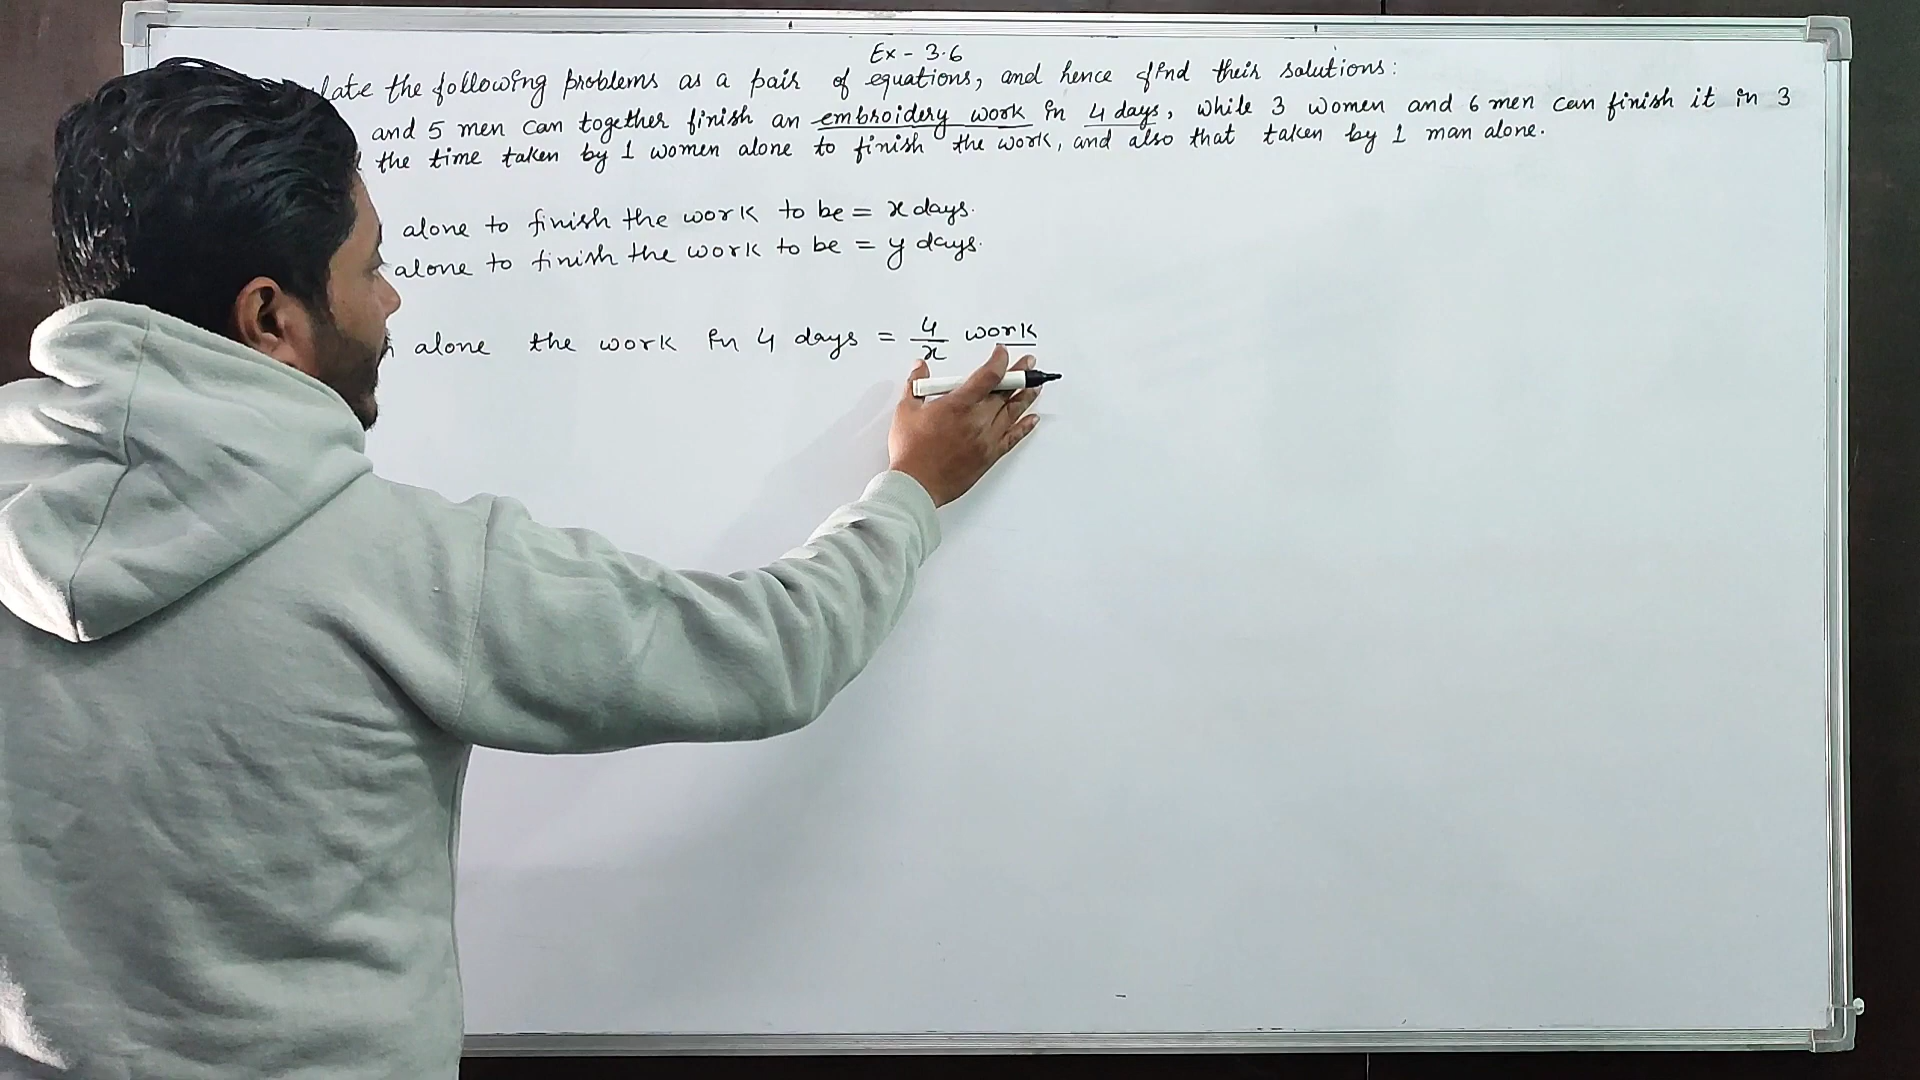 Ex - 3.6
late the following problems as a pair of equations, and hence find their solutions:
and 5 men can together finish an embroidery work in 4 days, while 3 women and 6 men can finish it in 3
the time taken by 1 women alone to finish the work, and also that taken by 1 man alone.
alone to finish the work to be = x days.
alone to finish the work to be = y days.
alone the work in 4 days = 4/x work